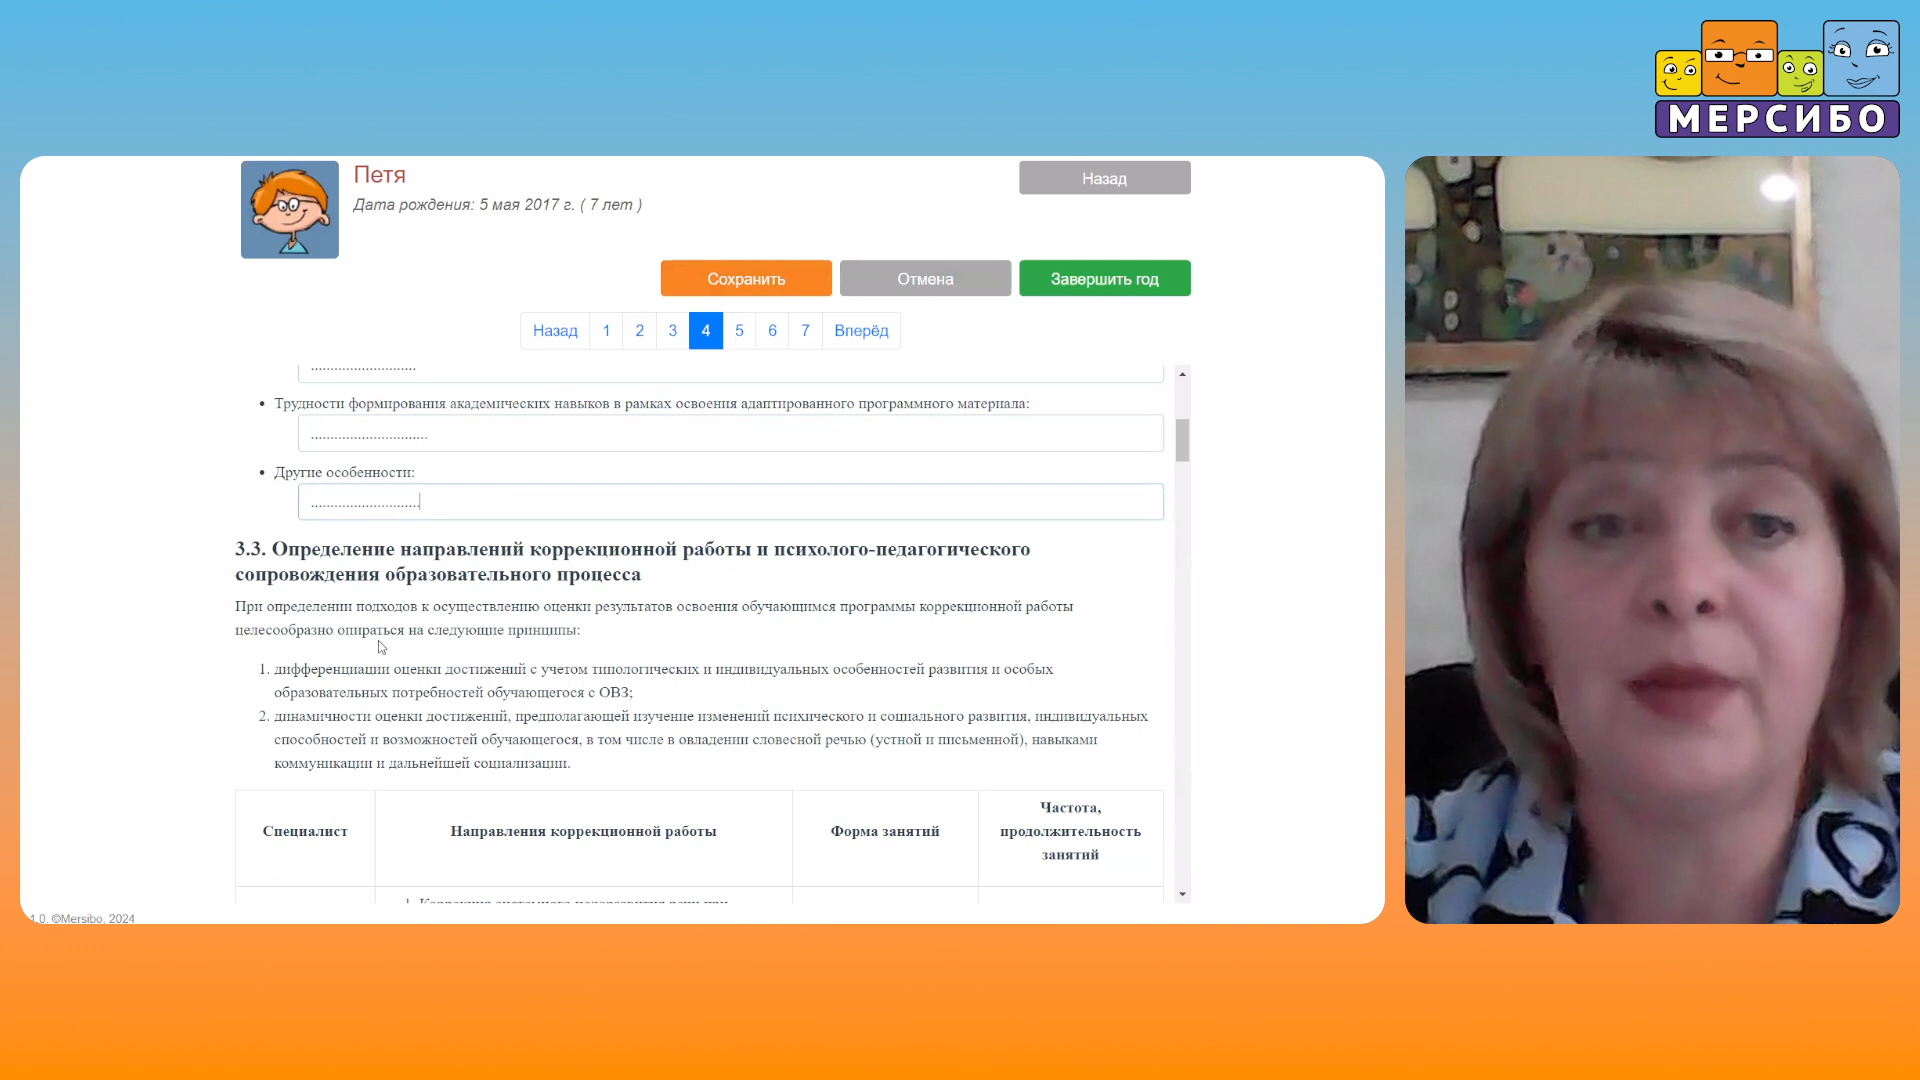 МЕРСИБО
Петя
Дата рождения: 5 мая 2017 г. ( 7 лет )
Назад
Сохранить
Отмена
Завершить год
Назад 1 2 3 4 5 6 7 Вперёд
...........................
• Трудности формирования академических навыков в рамках освоения адаптированного программного материала:
..............................
• Другие особенности:
............................
3.3. Определение направлений коррекционной работы и психолого-педагогического
сопровождения образовательного процесса
При определении подходов к осуществлению оценки результатов освоения обучающимся программы коррекционной работы
целесообразно опираться на следующие принципы:
1. дифференциации оценки достижений с учетом типологических и индивидуальных особенностей развития и особых
образовательных потребностей обучающегося с ОВЗ;
2. динамичности оценки достижений, предполагающей изучение изменений психического и социального развития, индивидуальных
способностей и возможностей обучающегося, в том числе в овладении словесной речью (устной и письменной), навыками
коммуникации и дальнейшей социализации.
Специалист
Направления коррекционной работы
Форма занятий
Частота,
продолжительность
занятий
1.0. ©Mersibo, 2024